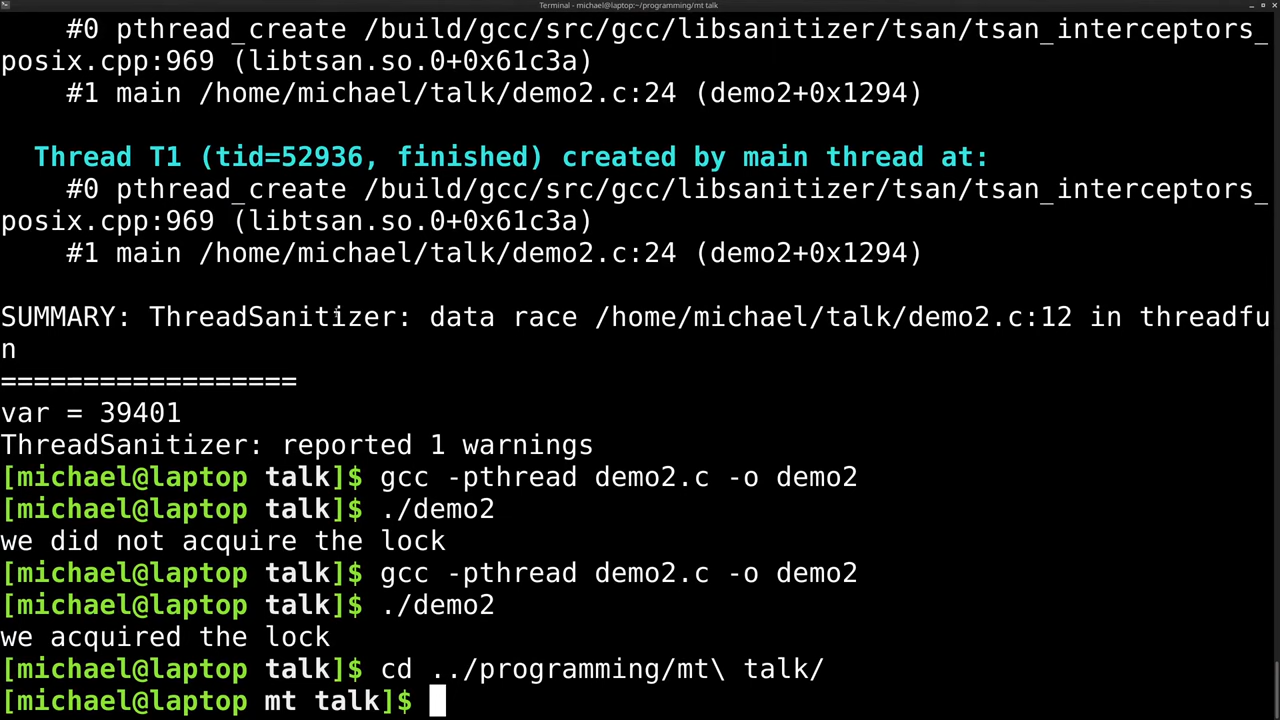 Terminal - michael@laptop:~/programming/mt talk
#0 pthread_create /build/gcc/src/gcc/libsanitizer/tsan/tsan_interceptors_
posix.cpp:969 (libtsan.so.0+0x61c3a)
#1 main /home/michael/talk/demo2.c:24 (demo2+0x1294)
Thread T1 (tid=52936, finished) created by main thread at:
#0 pthread_create /build/gcc/src/gcc/libsanitizer/tsan/tsan_interceptors_
posix.cpp:969 (libtsan.so.0+0x61c3a)
#1 main /home/michael/talk/demo2.c:24 (demo2+0x1294)
SUMMARY: ThreadSanitizer: data race /home/michael/talk/demo2.c:12 in threadfu
n
==================
var = 39401
ThreadSanitizer: reported 1 warnings
[michael@laptop talk]$ gcc -pthread demo2.c -o demo2
[michael@laptop talk]$ ./demo2
we did not acquire the lock
[michael@laptop talk]$ gcc -pthread demo2.c -o demo2
[michael@laptop talk]$ ./demo2
we acquired the lock
[michael@laptop talk]$ cd ../programming/mt\ talk/
[michael@laptop mt talk]$